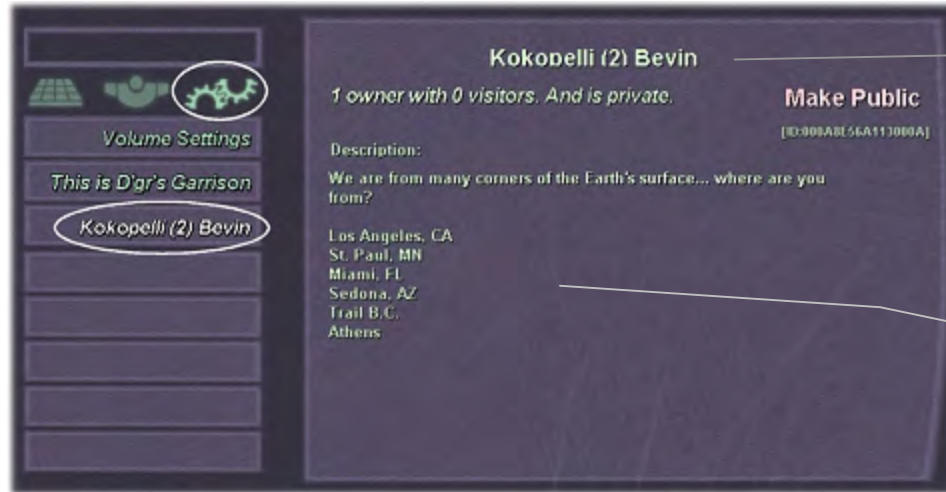 Kokopelli (2) Bevin
1 owner with 0 visitors. And is private.
Make Public
Volume Settings
Description:
This is D'gr's Garrison
We are from many corners of the Earth's surface... where are you
from?
Kokopelli (2) Bevin
Los Angeles, CA
St. Paul, MN
Miami, FL
Sedona, AZ
Trail B.C.
Athens